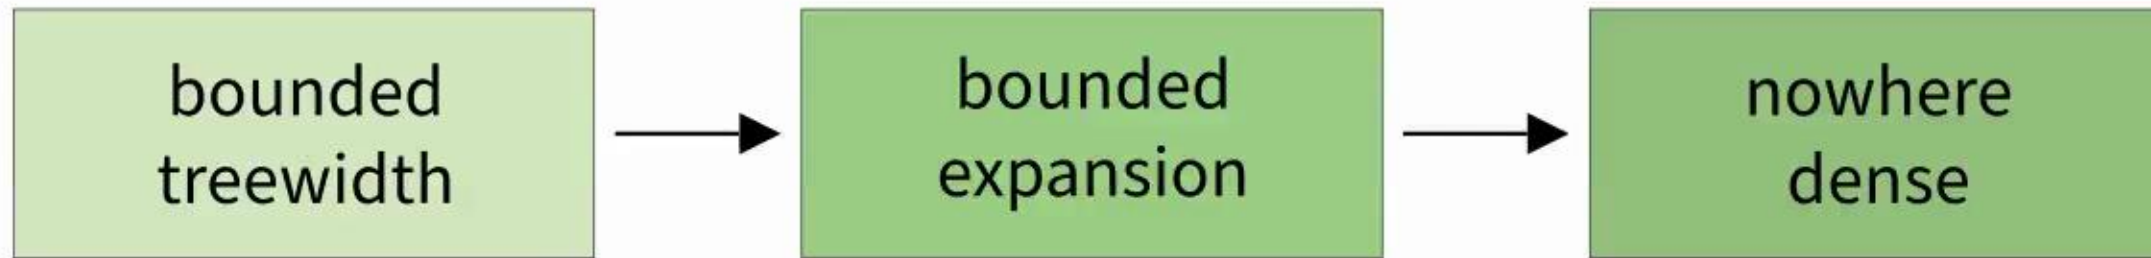 bounded
treewidth
bounded
expansion
nowhere
dense